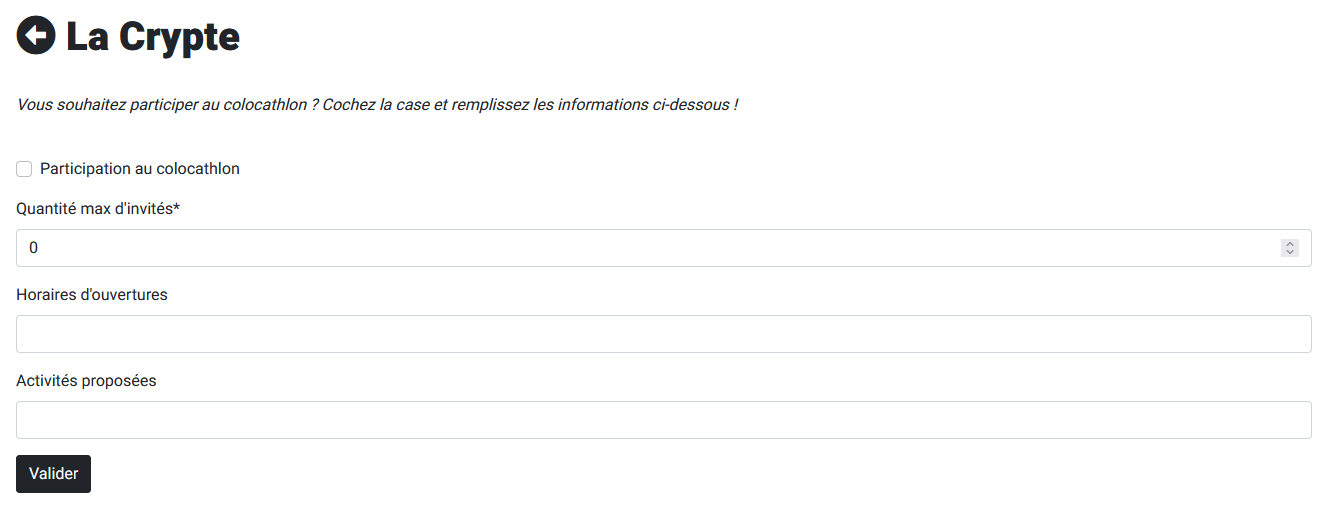 La Crypte
Vous souhaitez participer au colocathlon ? Cochez la case et remplissez les informations ci-dessous !
Participation au colocathlon
Quantité max d'invités*
0
Horaires d'ouvertures
Activités proposées
Valider